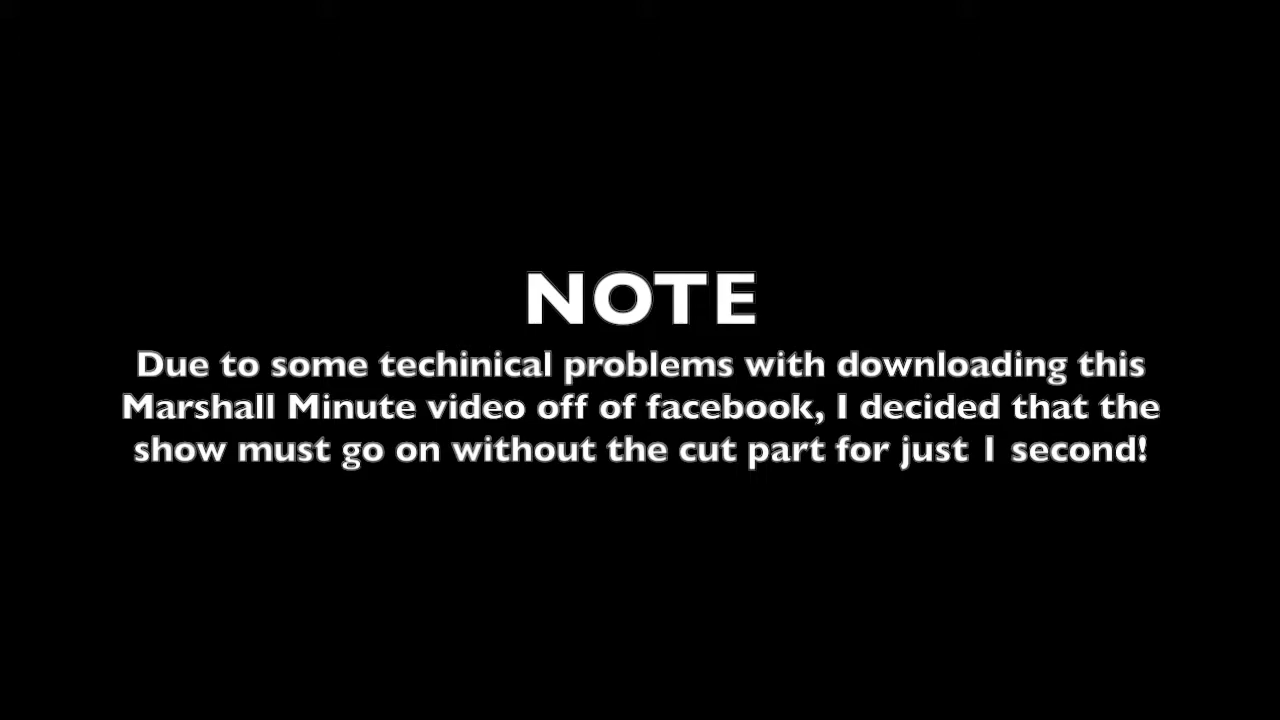 NOTE
Due to some techinical problems with downloading this
Marshall Minute video off of facebook, I decided that the
show must go on without the cut part for just 1 second!